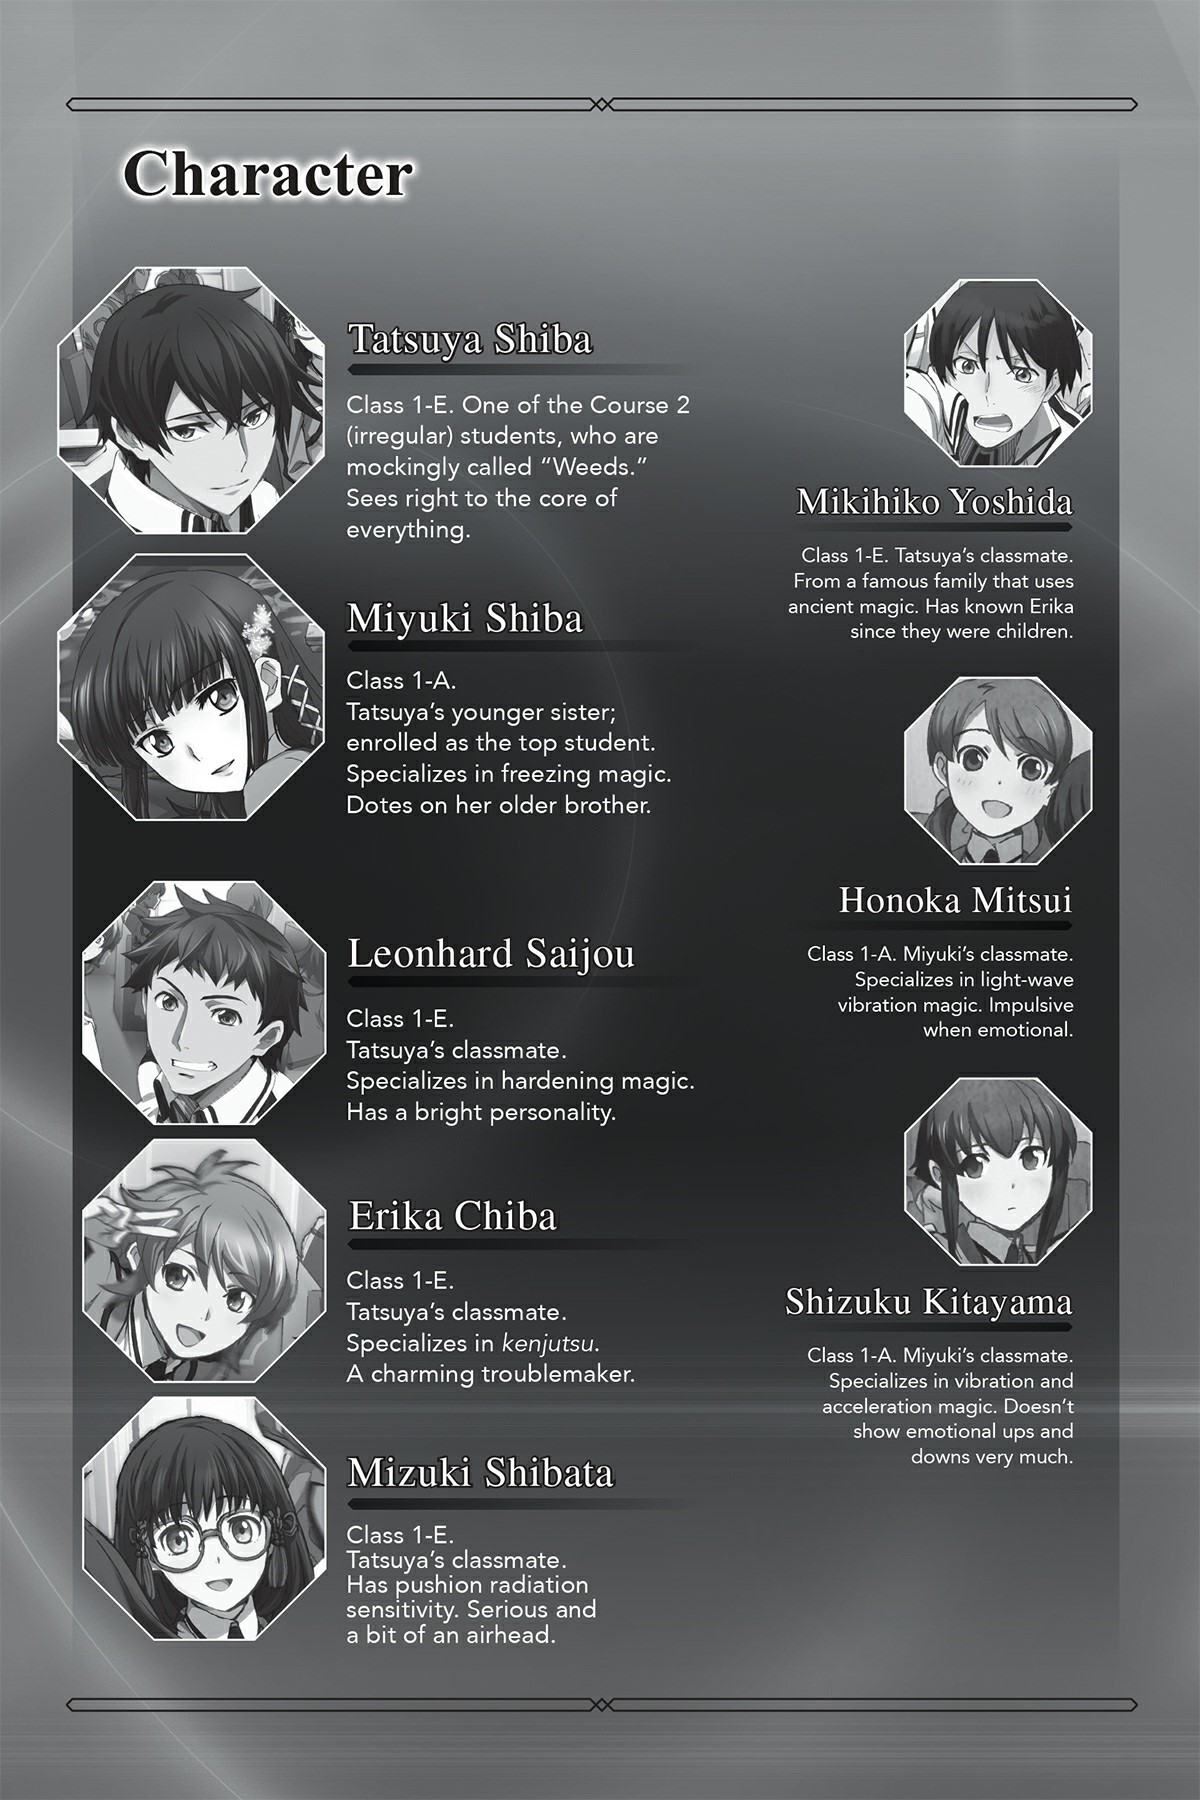 Character
Tatsuya Shiba
Class 1-E. One of the Course 2
(irregular) students, who are
mockingly called “Weeds.”
Sees right to the core of
everything.
Miyuki Shiba
Class 1-A.
Tatsuya’s younger sister;
enrolled as the top student.
Specializes in freezing magic.
Dotes on her older brother.
Leonhard Saijou
Class 1-E.
Tatsuya’s classmate.
Specializes in hardening magic.
Has a bright personality.
Erika Chiba
Class 1-E.
Tatsuya’s classmate.
Specializes in kenjutsu.
A charming troublemaker.
Mizuki Shibata
Class 1-E.
Tatsuya’s classmate.
Has pushion radiation
sensitivity. Serious and
a bit of an airhead.
Mikihiko Yoshida
Class 1-E. Tatsuya’s classmate.
From a famous family that uses
ancient magic. Has known Erika
since they were children.
Honoka Mitsui
Class 1-A. Miyuki’s classmate.
Specializes in light-wave
vibration magic. Impulsive
when emotional.
Shizuku Kitayama
Class 1-A. Miyuki’s classmate.
Specializes in vibration and
acceleration magic. Doesn’t
show emotional ups and
downs very much.